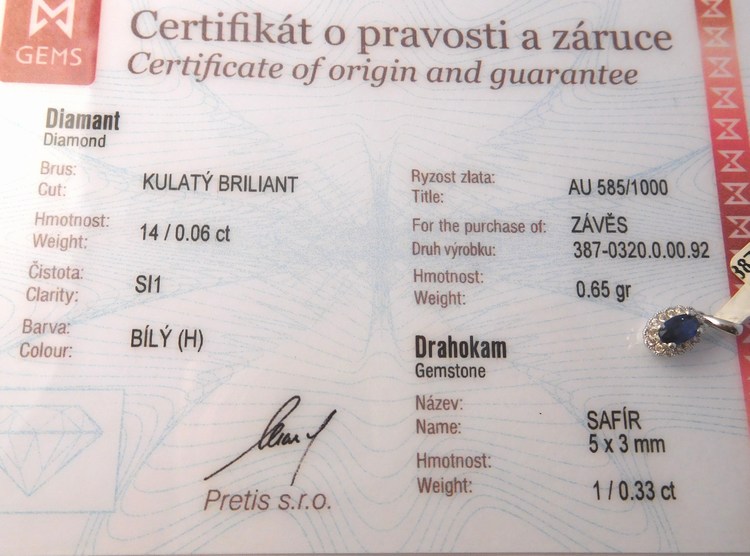 GEMS
Certifikát o pravosti a záruce
Certificate of origin and guarantee
Diamant
Diamond
Brus:
Cut:
KULATÝ BRILIANT
Hmotnost:
Weight:
14 / 0.06 ct
Čistota:
Clarity:
SI1
Barva:
Colour:
BÍLÝ (H)
Ryzost zlata:
Title:
AU 585/1000
For the purchase of:
Druh výrobku:
ZÁVĚS
387-0320.0.00.92
Hmotnost:
Weight:
0.65 gr
Drahokam
Gemstone
Název:
Name:
SAFÍR
5 x 3 mm
Hmotnost:
Weight:
1 / 0.33 ct
Pretis s.r.o.
387